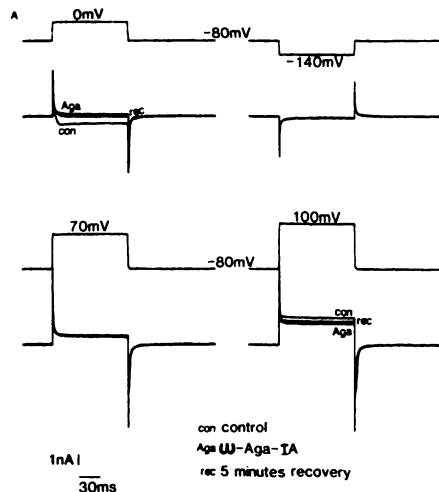 A
0mV
-80mV
-140mV
Aga
rec
con
70mV
100mV
-80mV
con
rec
Aga
con control
Aga ω-Aga-IA
rec 5 minutes recovery
1nA
30ms